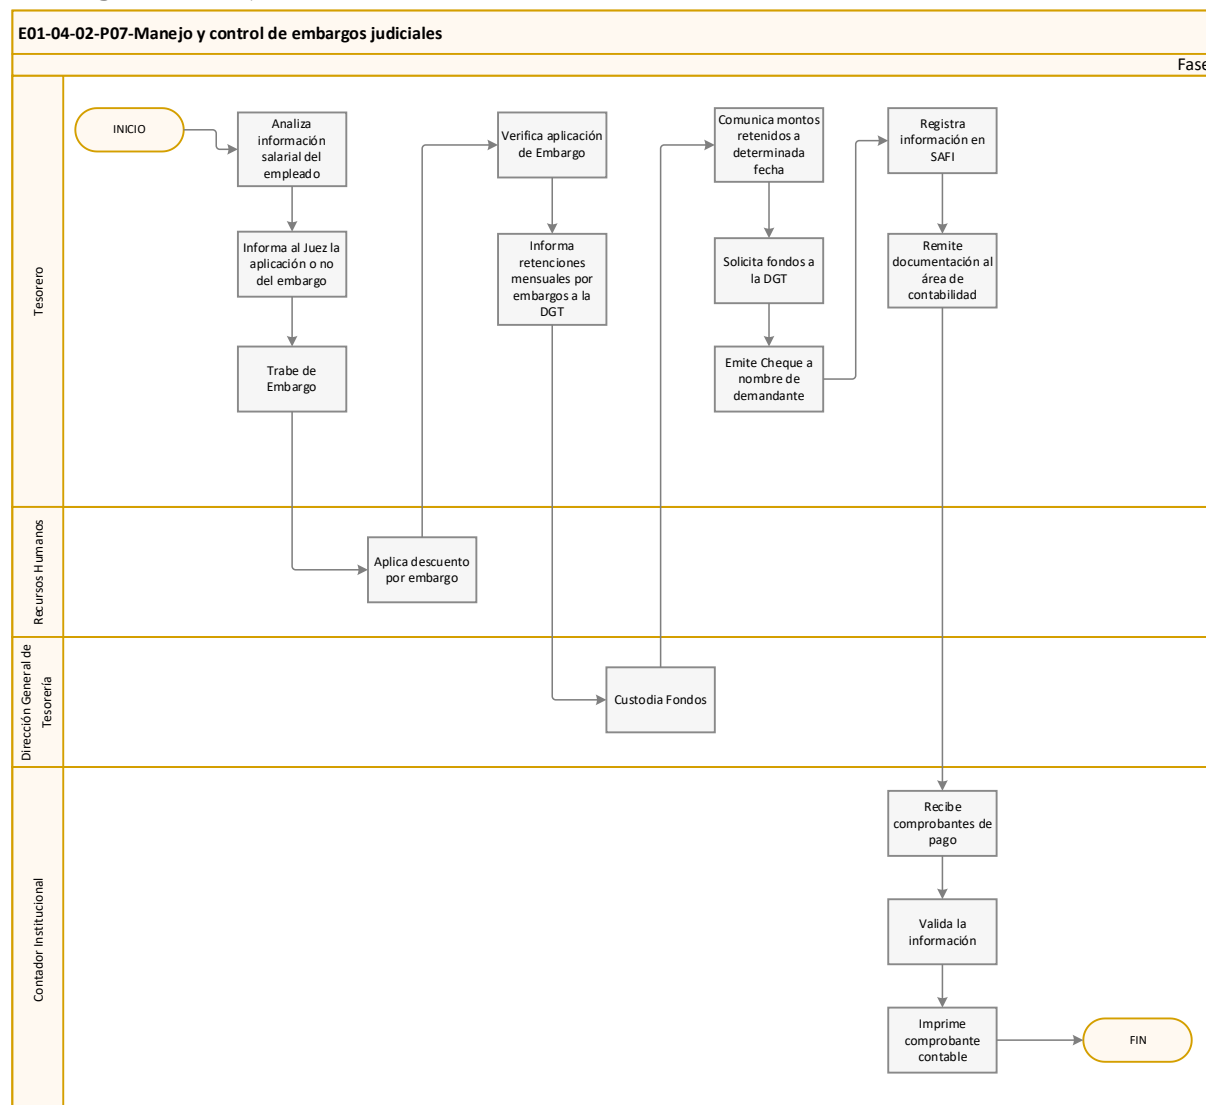 E01-04-02-P07-Manejo y control de embargos judiciales
Fase
Tesorero
INICIO
Analiza
información
salarial del
empleado
Informa al Juez la
aplicación o no
del embargo
Trabe de
Embargo
Verifica aplicación
de Embargo
Informa
retenciones
mensuales por
embargos a la
DGT
Comunica montos
retenidos a
determinada
fecha
Solicita fondos a
la DGT
Emite Cheque a
nombre de
demandante
Registra
información en
SAFI
Remite
documentación al
área de
contabilidad
Recursos Humanos
Aplica descuento
por embargo
Dirección General de
Tesorería
Custodia Fondos
Contador Institucional
Recibe
comprobantes de
pago
Valida la
información
Imprime
comprobante
contable
FIN